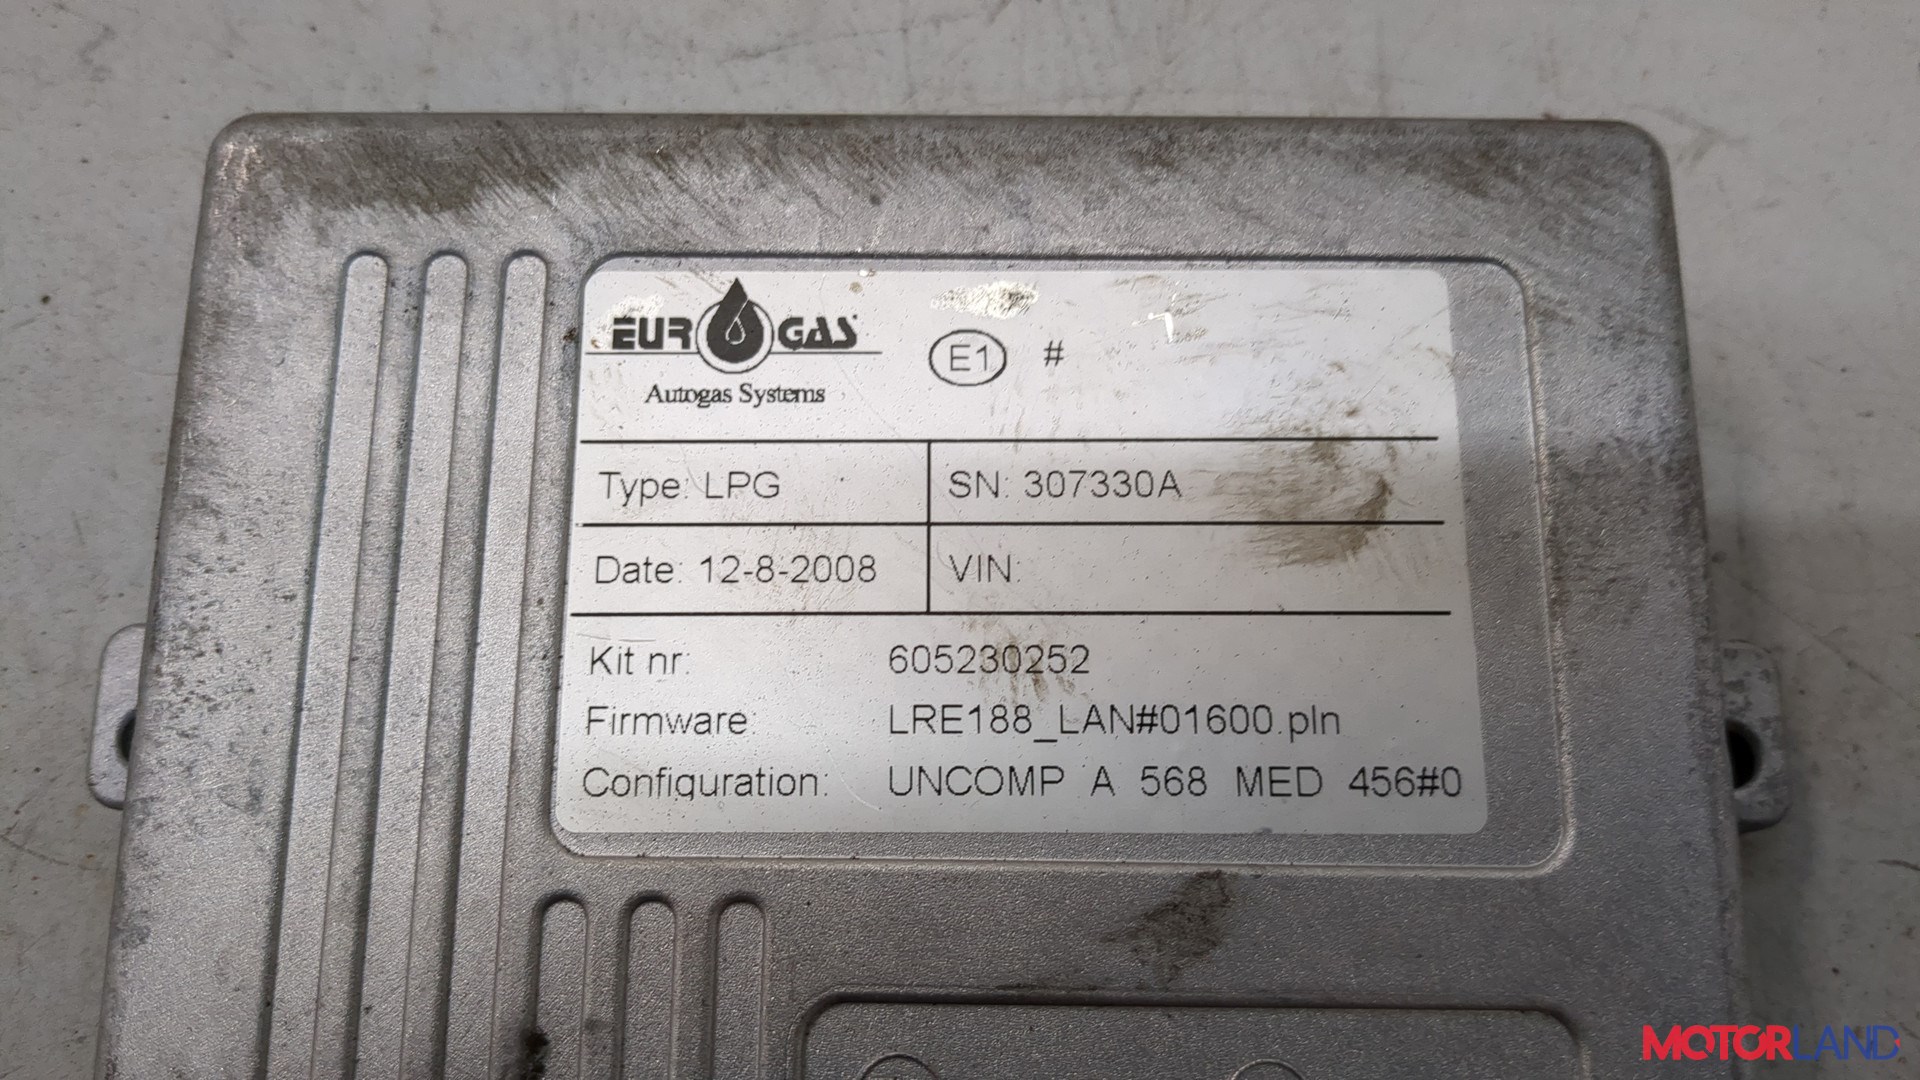 EUROGAS
Autogas Systems
E1 #
Type: LPG
SN: 307330A
Date: 12-8-2008
VIN:
Kit nr: 605230252
Firmware: LRE188_LAN#01600.pln
Configuration: UNCOMP A 568 MED 456#0
MOTORLAND